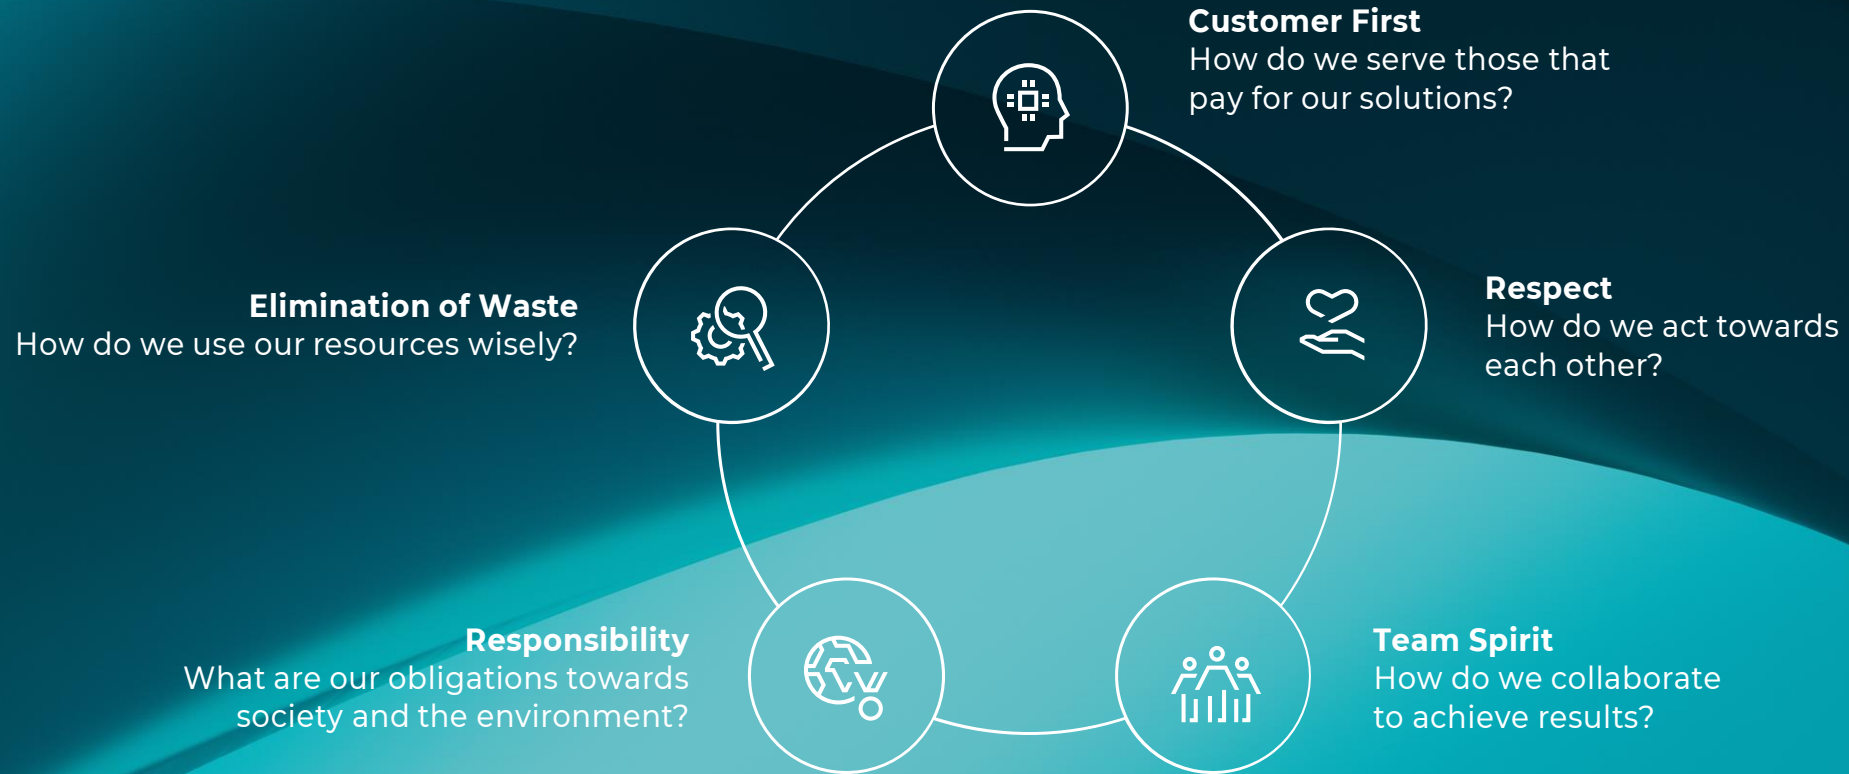 Customer First
How do we serve those that
pay for our solutions?
Respect
How do we act towards
each other?
Team Spirit
How do we collaborate
to achieve results?
Responsibility
What are our obligations towards
society and the environment?
Elimination of Waste
How do we use our resources wisely?